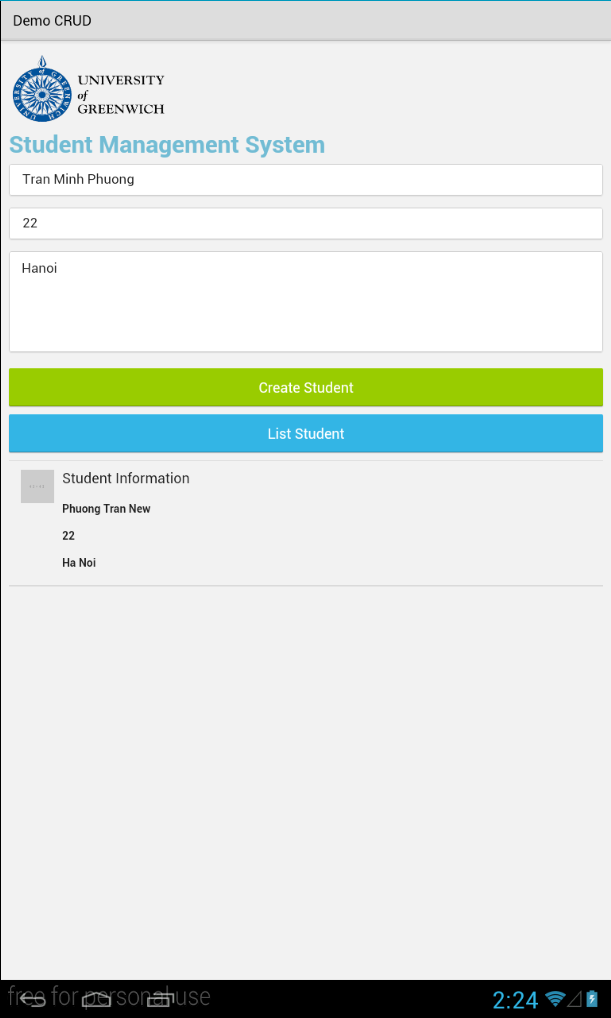 Demo CRUD
UNIVERSITY
of
GREENWICH
Student Management System
Tran Minh Phuong
22
Hanoi
Create Student
List Student
Student Information
Phuong Tran New
22
Ha Noi
free for personal use
2:24